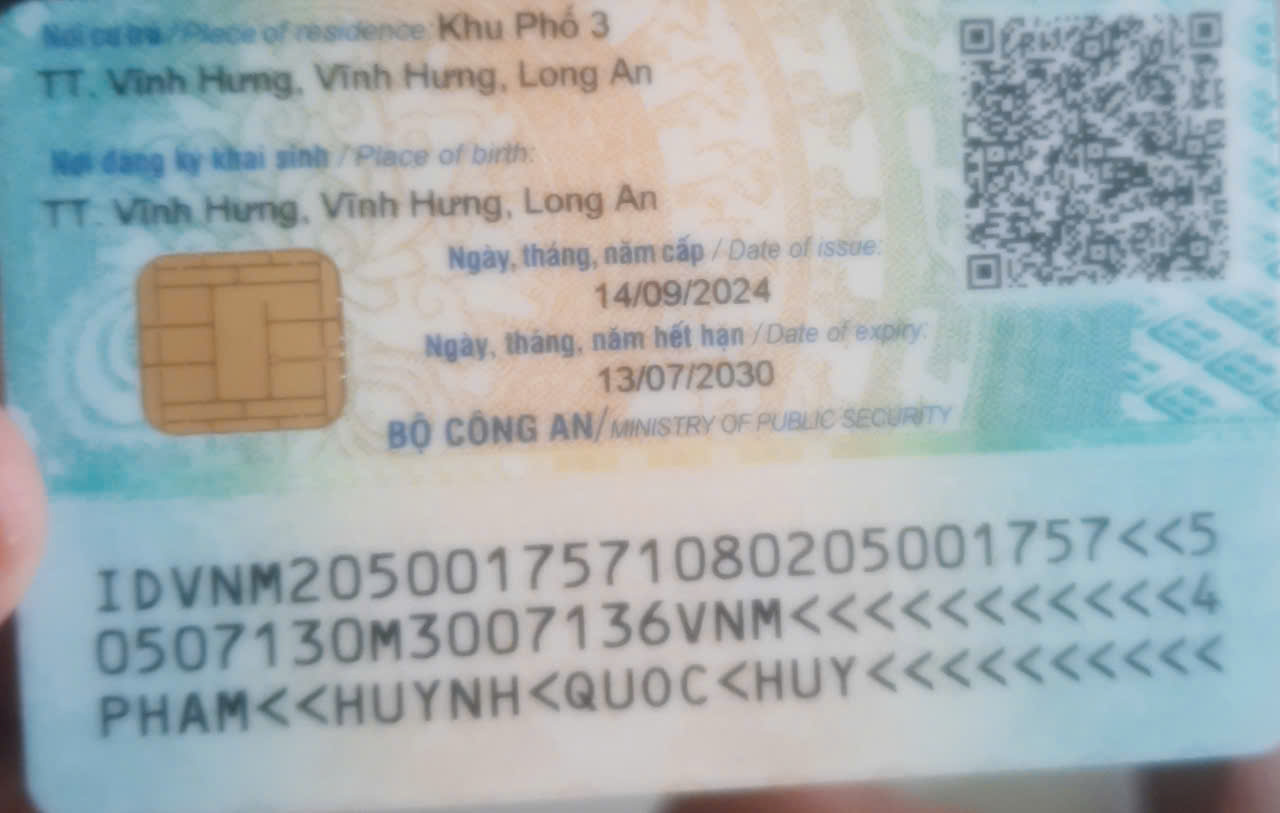 Nơi cư trú / Place of residence: Khu Phố 3
TT. Vĩnh Hưng, Vĩnh Hưng, Long An
Nơi đăng ký khai sinh / Place of birth:
TT. Vĩnh Hưng, Vĩnh Hưng, Long An
Ngày, tháng, năm cấp / Date of issue:
14/09/2024
Ngày, tháng, năm hết hạn / Date of expiry:
13/07/2030
BỘ CÔNG AN/ MINISTRY OF PUBLIC SECURITY
IDVNM2050017571080205001757<<5
0507130M3007136VNM<<<<<<<<<<<4
PHAM<<HUYNH<QUOC<HUY<<<<<<<<<<